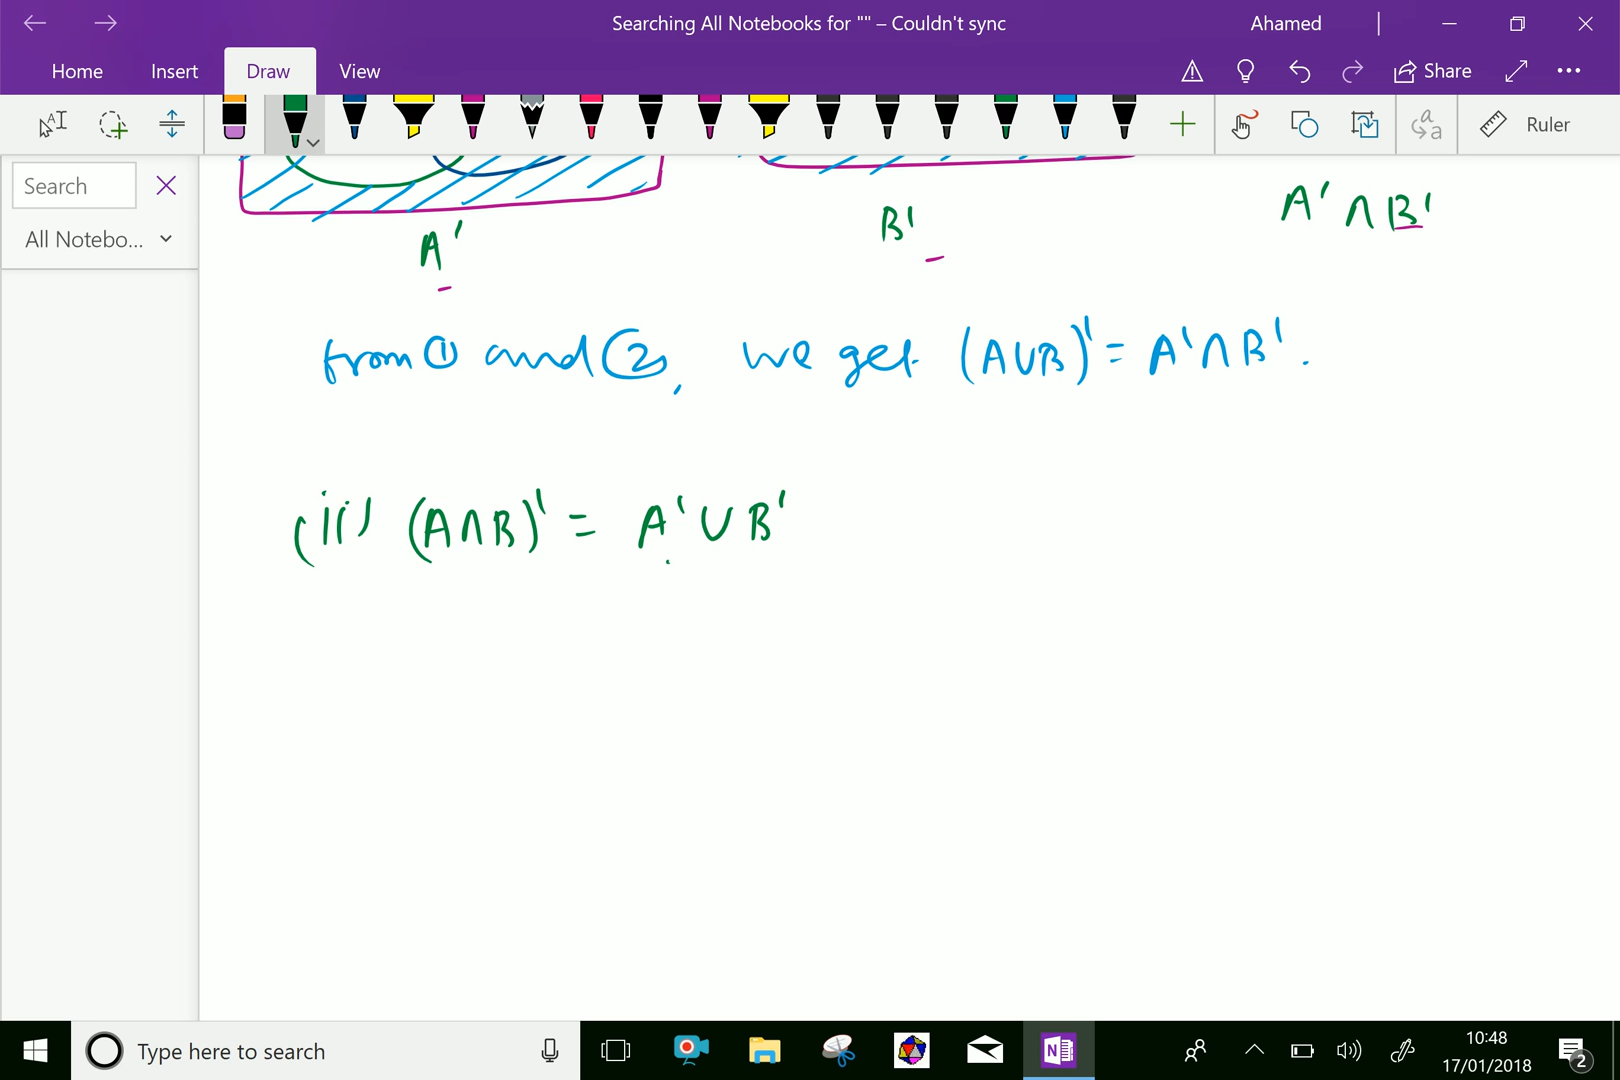 Searching All Notebooks for "" – Couldn't sync
Ahamed
Home Insert Draw View
Share
Ruler
Search
All Notebo...
A'
B'
A' ∩ B'
from ① and ②, we get (A∪B)' = A' ∩ B'.
(ii) (A∩B)' = A' ∪ B'
Type here to search
10:48
17/01/2018
2